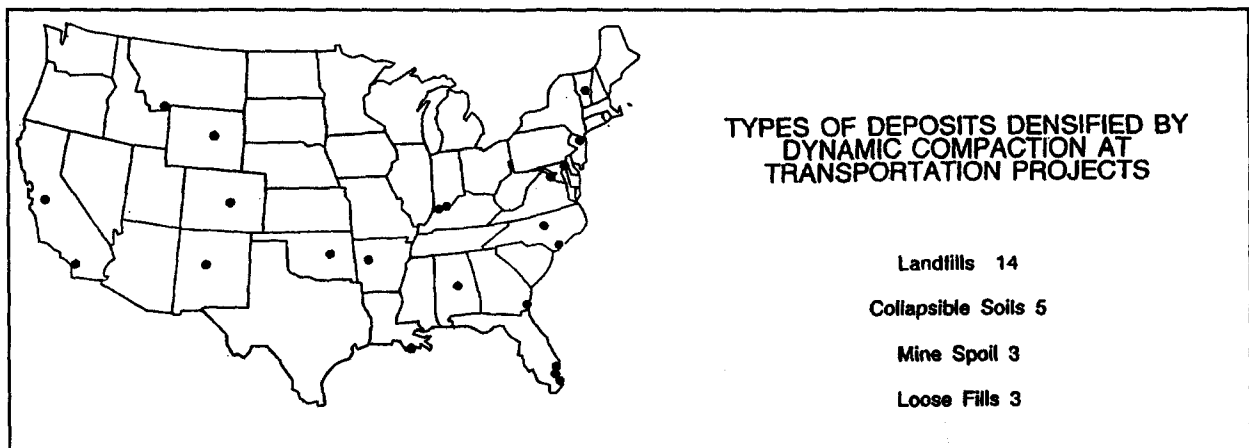 TYPES OF DEPOSITS DENSIFIED BY
DYNAMIC COMPACTION AT
TRANSPORTATION PROJECTS
Landfills 14
Collapsible Soils 5
Mine Spoil 3
Loose Fills 3